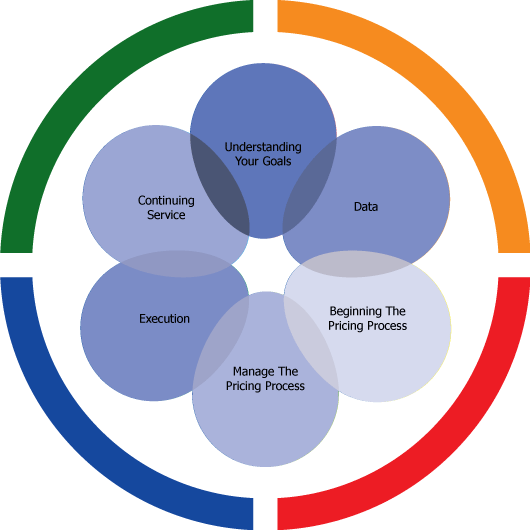 Understanding
Your Goals
Data
Beginning The
Pricing Process
Manage The
Pricing Process
Execution
Continuing
Service